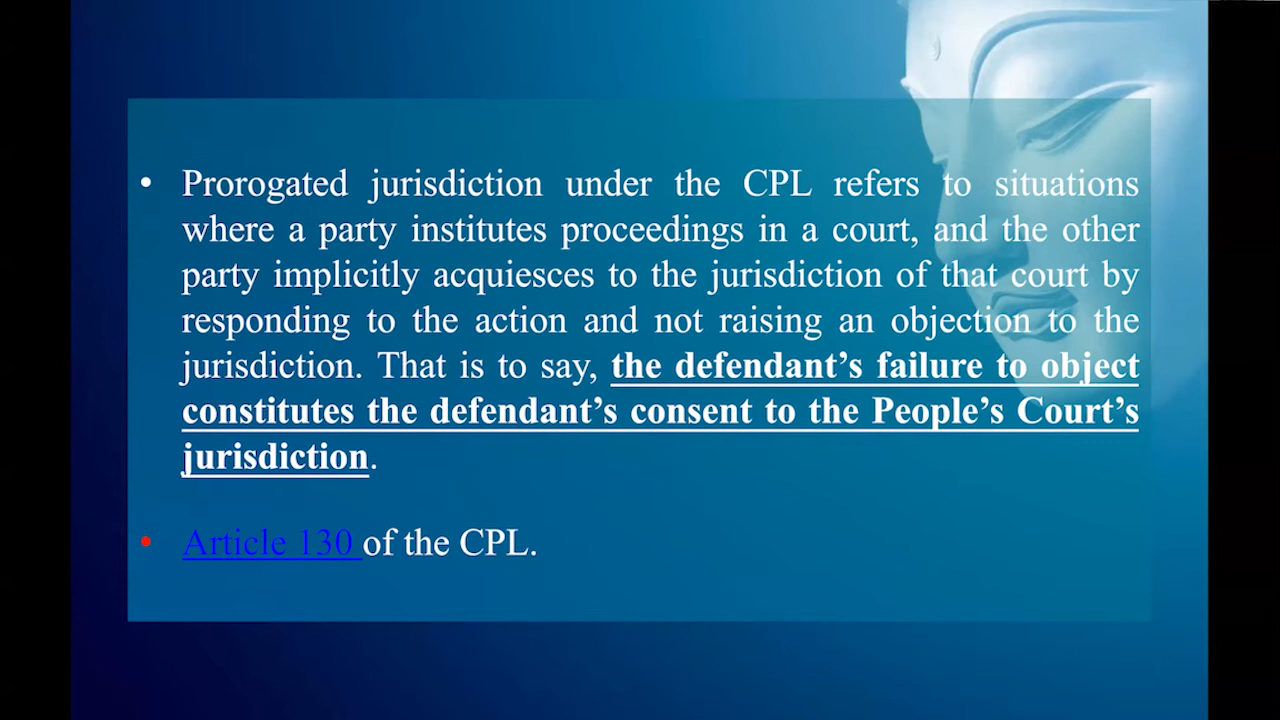 • Prorogated jurisdiction under the CPL refers to situations
where a party institutes proceedings in a court, and the other
party implicitly acquiesces to the jurisdiction of that court by
responding to the action and not raising an objection to the
jurisdiction. That is to say, the defendant’s failure to object
constitutes the defendant’s consent to the People’s Court’s
jurisdiction.
• Article 130 of the CPL.